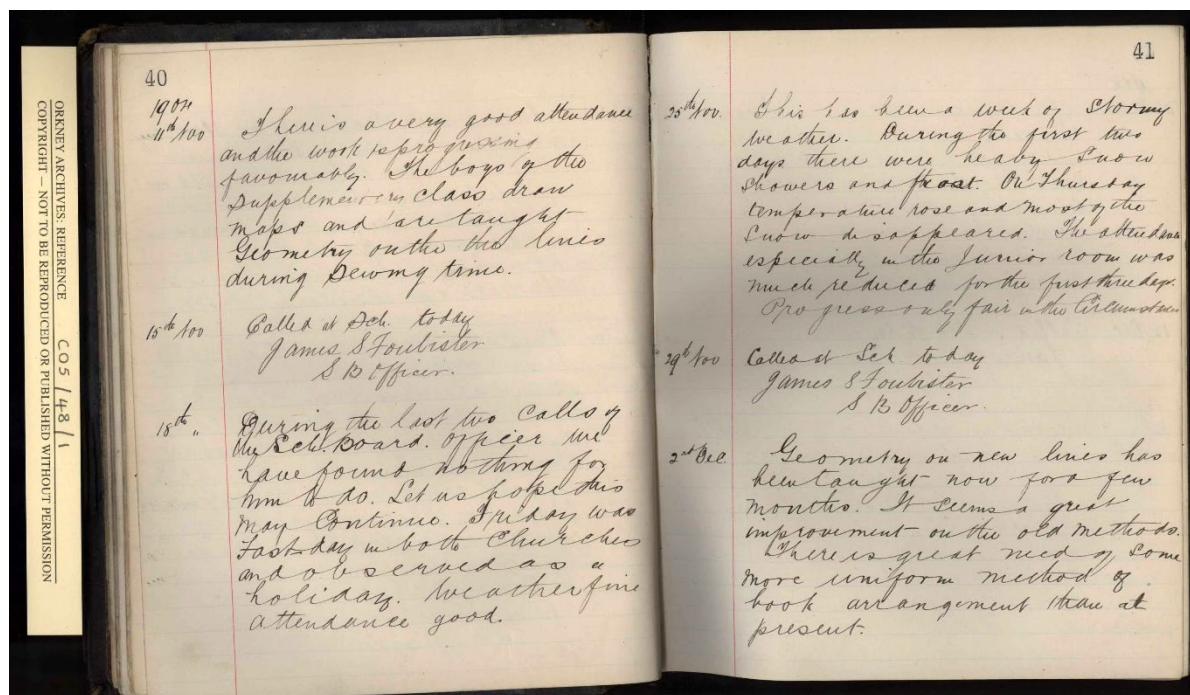 ORKNEY ARCHIVES: REFERENCE CO5/48/1
COPYRIGHT — NOT TO BE REPRODUCED OR PUBLISHED WITHOUT PERMISSION
40
1904
11th Nov There is a very good attendance
and the work is progressing
favourably. The boys of the
Supplementary class draw
maps and are taught
Geometry on the the lines
during Sewing time.
15th Nov Called at Sch. today
James S Foubister
S B Officer.
18th " During the last two calls of
the Sch. Board. Officer we
have found nothing for
him to do. Let us hope this
may Continue. Friday was
Fast-day in both Churches
and observed as a
holiday. Weather fine
attendance good.
41
25th Nov. This has been a week of Stormy
weather. During the first two
days there were heavy Snow
Showers and frost. On Thursday
temperature rose and most of the
Snow disappeared. The attendance
especially in the Junior room was
much reduced for the first three days.
Progress only fair in the Circumstances
29th Nov Called at Sch today
James S Foubister
S B Officer.
2nd Dec. Geometry on new lines has
been taught now for a few
months. It seems a great
improvement on the old methods.
There is great need of some
more uniform method of
book arrangement than at
present.